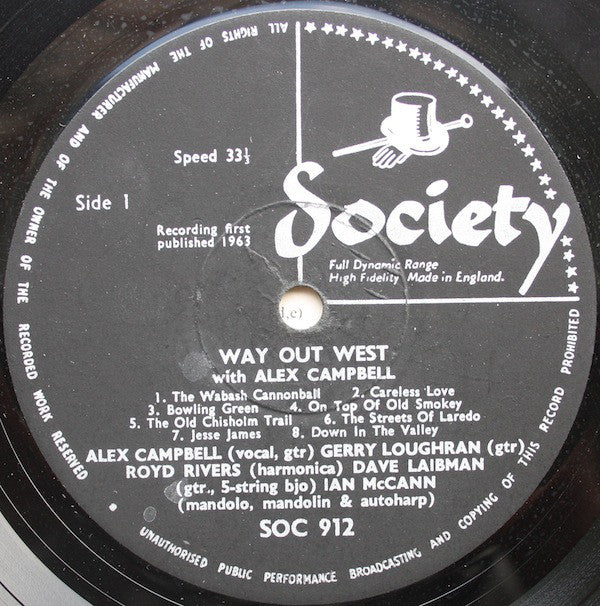 ALL RIGHTS OF THE MANUFACTURER AND OF THE OWNER OF THE RECORDED WORK RESERVED
Speed 33⅓
Side 1
Society
Recording first
published 1963
Full Dynamic Range
High Fidelity Made in England.
1.e)
WAY OUT WEST
with ALEX CAMPBELL
1. The Wabash Cannonball 2. Careless Love
3. Bowling Green 4. On Top Of Old Smokey
5. The Old Chisholm Trail 6. The Streets Of Laredo
7. Jesse James 8. Down In The Valley
ALEX CAMPBELL (vocal, gtr) GERRY LOUGHRAN (gtr)
ROYD RIVERS (harmonica) DAVE LAIBMAN
(gtr., 5-string bjo) IAN McCANN
(mandolo, mandolin & autoharp)
SOC 912
UNAUTHORISED PUBLIC PERFORMANCE BROADCASTING AND COPYING OF THIS RECORD PROHIBITED